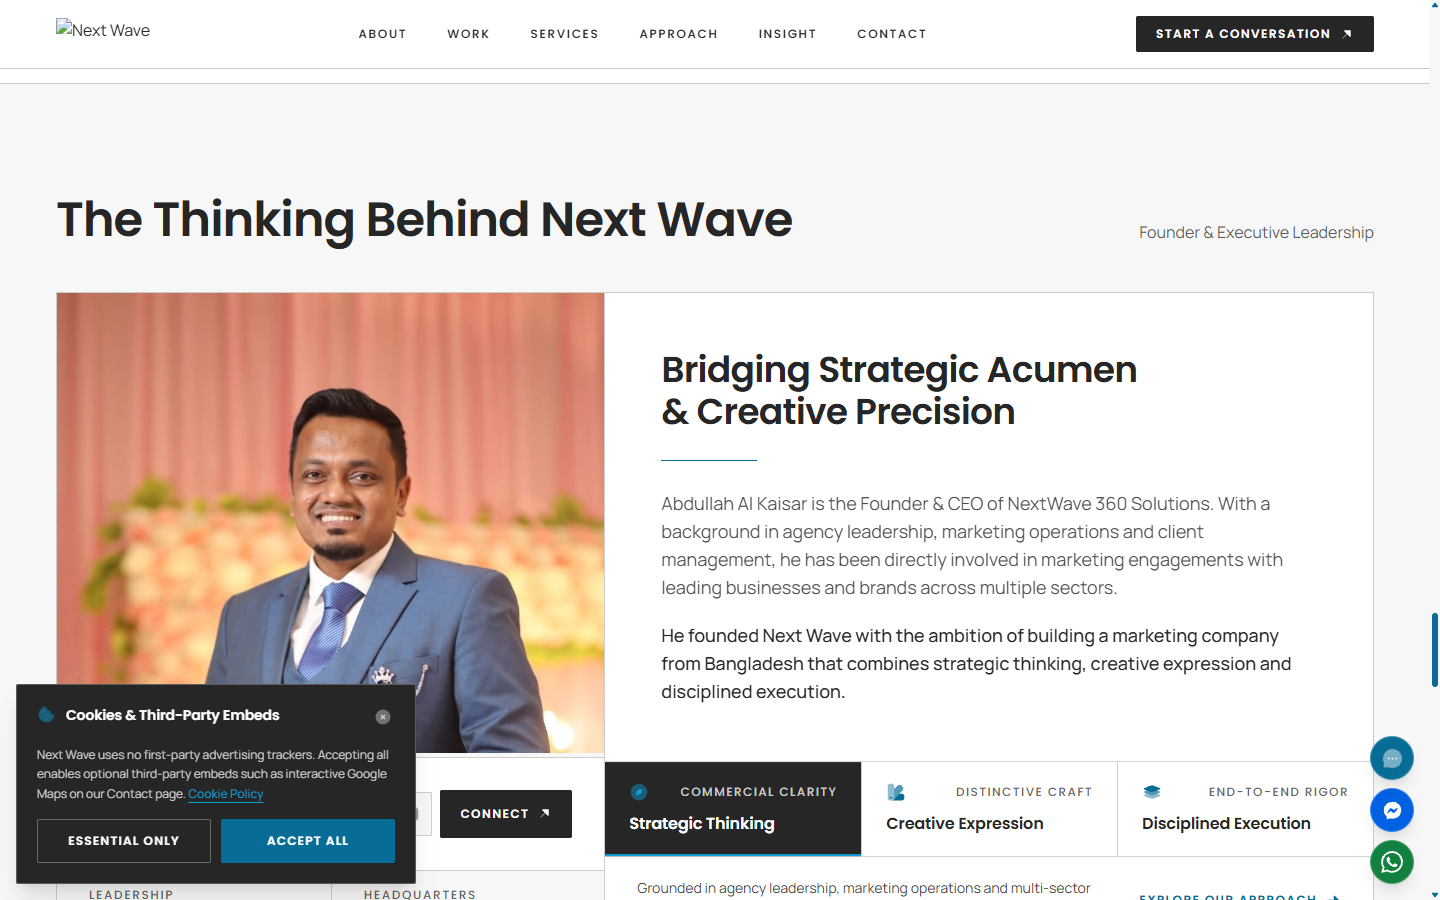 Next Wave
ABOUT
WORK
SERVICES
APPROACH
INSIGHT
CONTACT
START A CONVERSATION
The Thinking Behind Next Wave
Founder & Executive Leadership
Bridging Strategic Acumen
& Creative Precision
Abdullah Al Kaisar is the Founder & CEO of NextWave 360 Solutions. With a
background in agency leadership, marketing operations and client
management, he has been directly involved in marketing engagements with
leading businesses and brands across multiple sectors.
He founded Next Wave with the ambition of building a marketing company
from Bangladesh that combines strategic thinking, creative expression and
disciplined execution.
Cookies & Third-Party Embeds
Next Wave uses no first-party advertising trackers. Accepting all
enables optional third-party embeds such as interactive Google
Maps on our Contact page. Cookie Policy
ESSENTIAL ONLY
ACCEPT ALL
CONNECT
LEADERSHIP
HEADQUARTERS
COMMERCIAL CLARITY
Strategic Thinking
DISTINCTIVE CRAFT
Creative Expression
END-TO-END RIGOR
Disciplined Execution
Grounded in agency leadership, marketing operations and multi-sector
EXPLORE OUR APPROACH